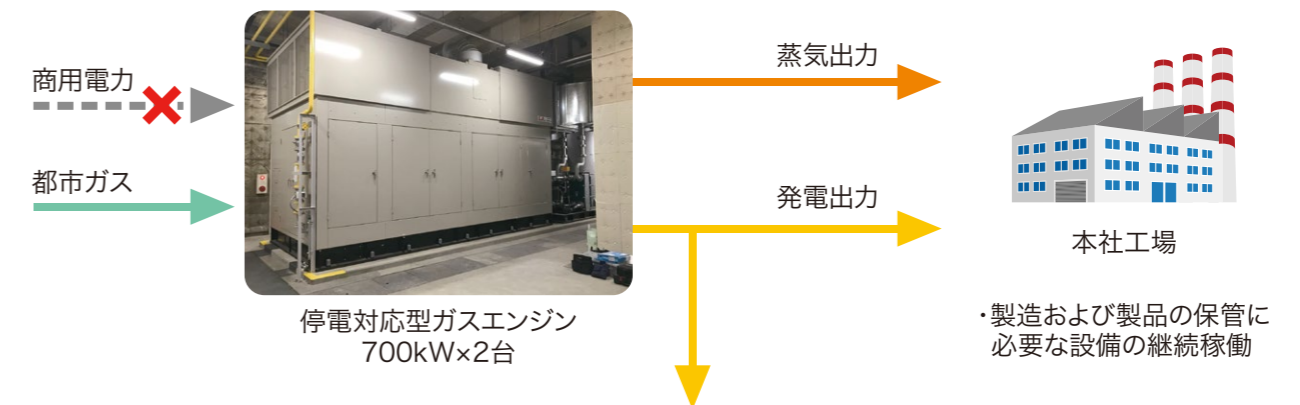 商用電力
都市ガス
停電対応型ガスエンジン
700kW×2台
蒸気出力
発電出力
本社工場
・製造および製品の保管に
必要な設備の継続稼働